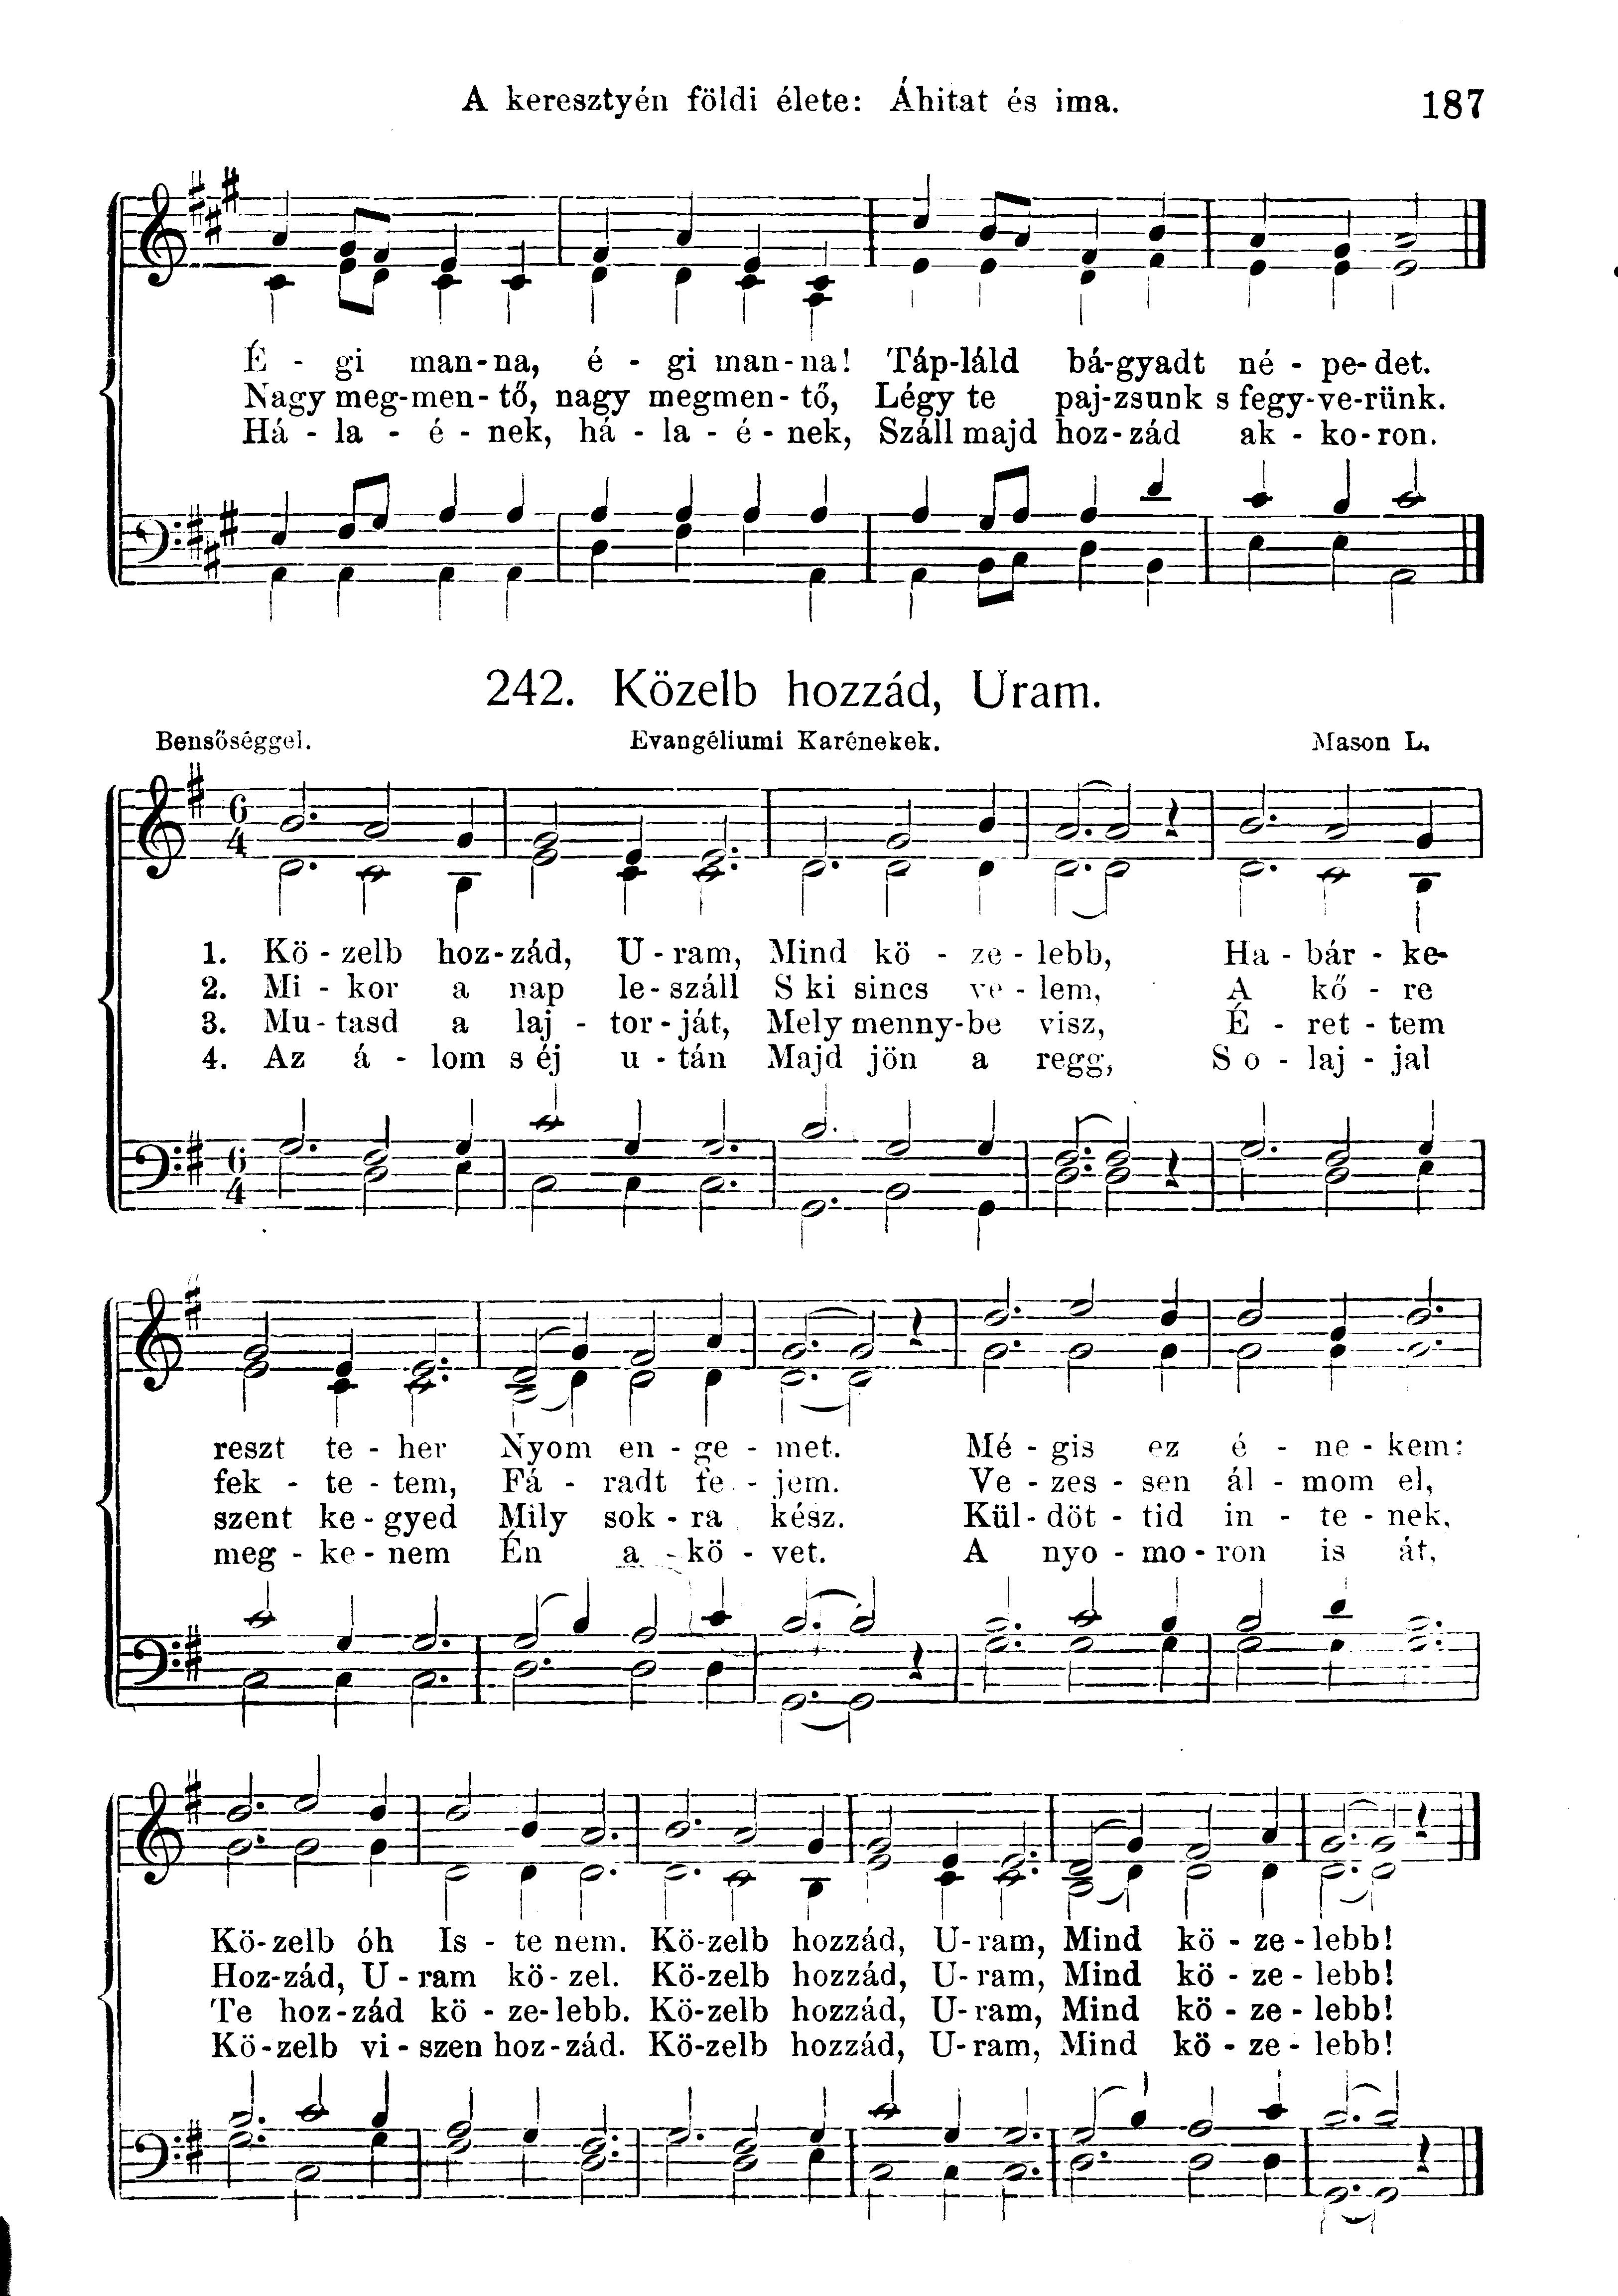 A keresztyén földi élete: Áhitat és ima. 187
É - gi man-na, é - gi man-na! Táp-láld bá-gyadt né - pe-det.
Nagy meg-men-tő, nagy megmen-tő, Légy te paj-zsunk s fegy-ve-rünk.
Há - la - é - nek, há - la - é - nek, Száll majd hoz-zád ak - ko-ron.
242. Közelb hozzád, Uram.
Bensőséggel. Evangéliumi Karénekek. Mason L.
6
4
1. Kö - zelb hoz-zád, U - ram, Mind kö - ze - lebb, Ha - bár - ke-
2. Mi - kor a nap le-száll S ki sincs ve - lem, A kő - re
3. Mu-tasd a laj - tor-ját, Mely menny-be visz, É - ret - tem
4. Az á - lom s éj u - tán Majd jön a regg, S o - laj - jal
6
4
reszt te - her Nyom en - ge - met. Mé - gis ez é - ne - kem:
fek - te - tem, Fá - radt fe - jem. Ve - zes - sen ál - mom el,
szent ke - gyed Mily sok - ra kész. Kül-döt - tid in - te - nek,
meg - ke - nem Én a - kö - vet. A nyo - mo - ron is át,
Kö-zelb óh Is - te nem. Kö-zelb hozzád, U-ram, Mind kö - ze - lebb!
Hoz-zád, U - ram kö - zel. Kö-zelb hozzád, U-ram, Mind kö - ze - lebb!
Te hoz-zád kö - ze-lebb. Kö-zelb hozzád, U-ram, Mind kö - ze - lebb!
Kö-zelb vi - szen hoz-zád. Kö-zelb hozzád, U-ram, Mind kö - ze - lebb!